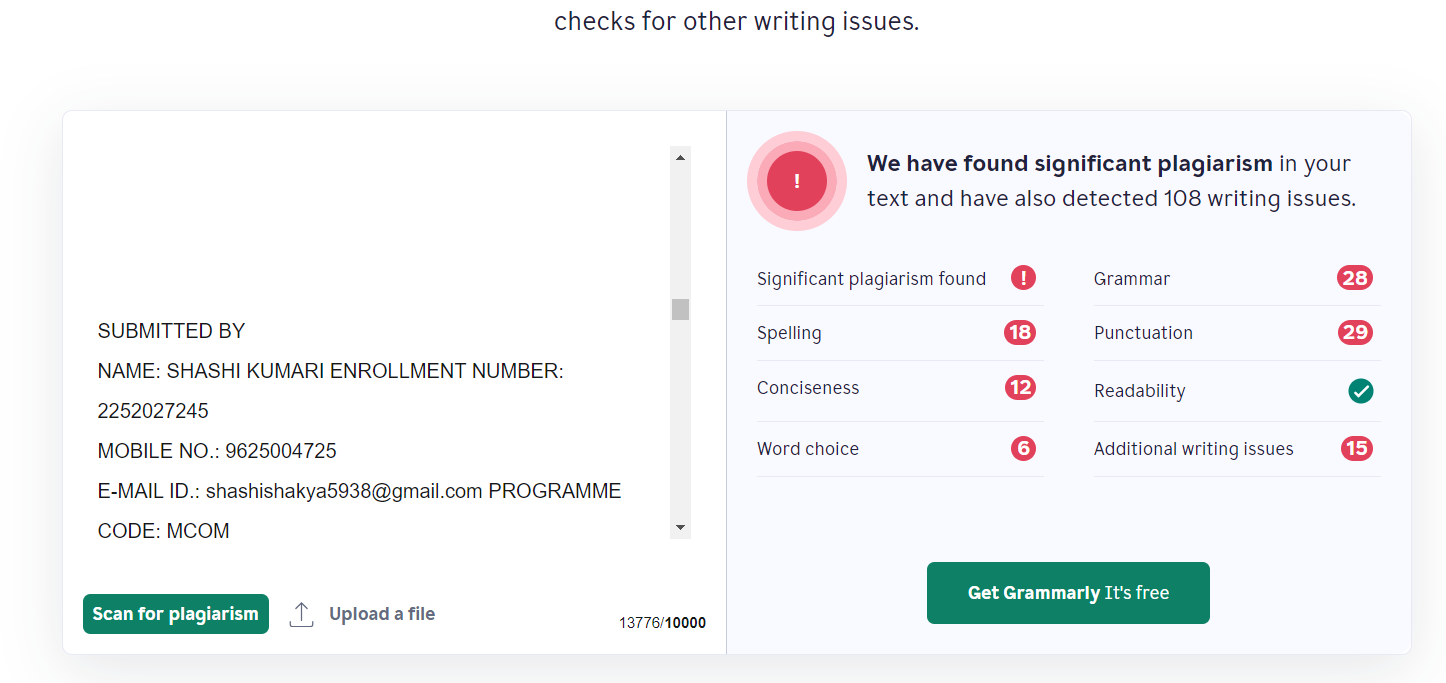 checks for other writing issues.
SUBMITTED BY
NAME: SHASHI KUMARI ENROLLMENT NUMBER:
2252027245
MOBILE NO.: 9625004725
E-MAIL ID.: shashishakya5938@gmail.com PROGRAMME
CODE: MCOM
Scan for plagiarism
Upload a file
13776/10000
!
We have found significant plagiarism in your
text and have also detected 108 writing issues.
Significant plagiarism found !
Grammar 28
Spelling 18
Punctuation 29
Conciseness 12
Readability
Word choice 6
Additional writing issues 15
Get Grammarly It's free